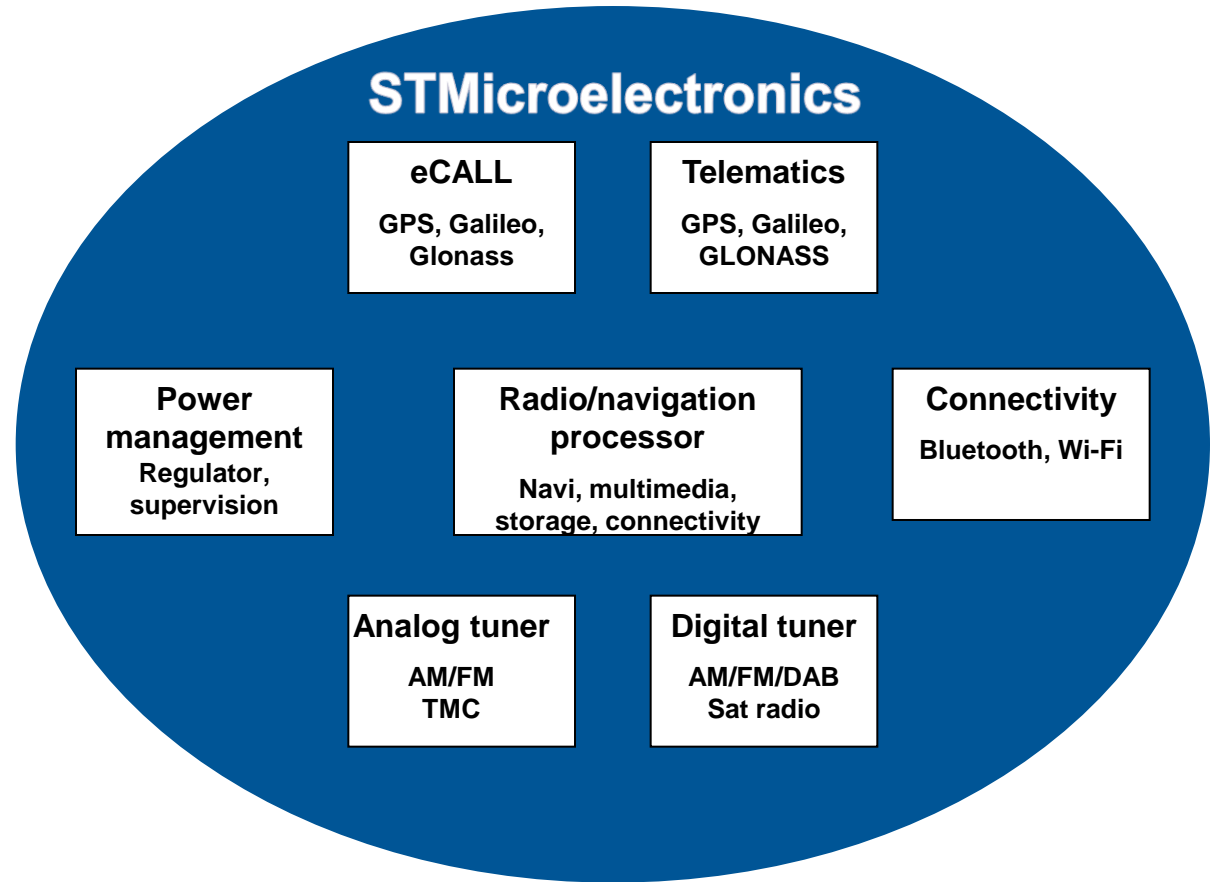 STMicroelectronics
eCALL
GPS, Galileo,
Glonass
Telematics
GPS, Galileo,
GLONASS
Power
management
Regulator,
supervision
Radio/navigation
processor
Navi, multimedia,
storage, connectivity
Connectivity
Bluetooth, Wi-Fi
Analog tuner
AM/FM
TMC
Digital tuner
AM/FM/DAB
Sat radio